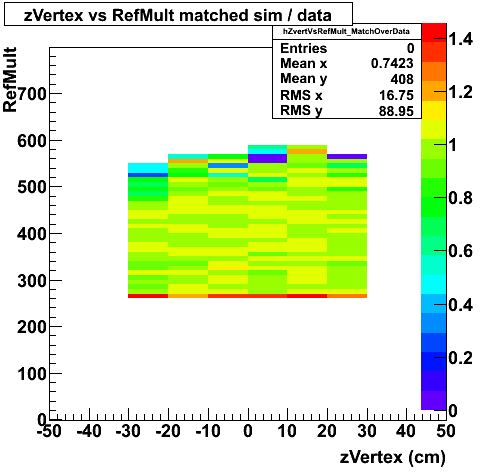 zVertex vs RefMult matched sim / data
hZvertVsRefMult_MatchOverData
Entries 0
Mean x 0.7423
Mean y 408
RMS x 16.75
RMS y 88.95
RefMult
700
600
500
400
300
200
100
0
-50 -40 -30 -20 -10 0 10 20 30 40 50
zVertex (cm)
1.4
1.2
1
0.8
0.6
0.4
0.2
0